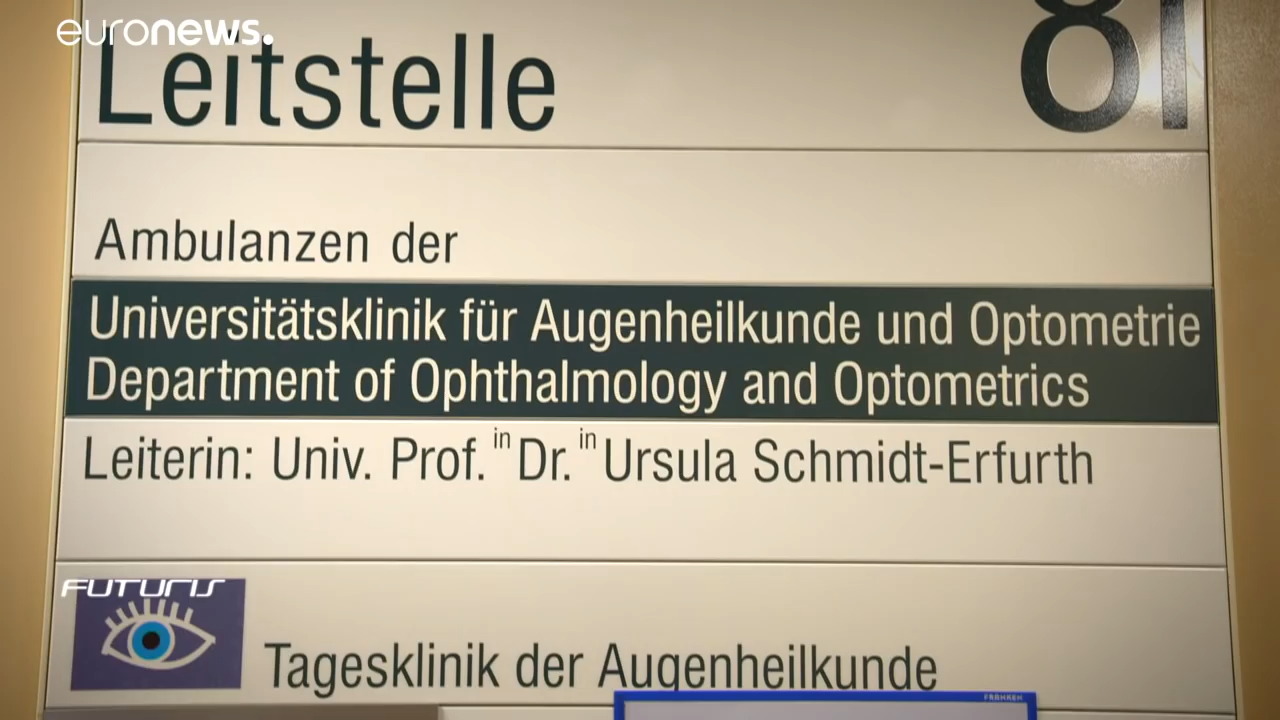 euronews.
Leitstelle
Ambulanzen der
Universitätsklinik für Augenheilkunde und Optometrie
Department of Ophthalmology and Optometrics
Leiterin: Univ. Prof.in Dr.in Ursula Schmidt-Erfurth
FUTURIS
Tagesklinik der Augenheilkunde
FRANKEN